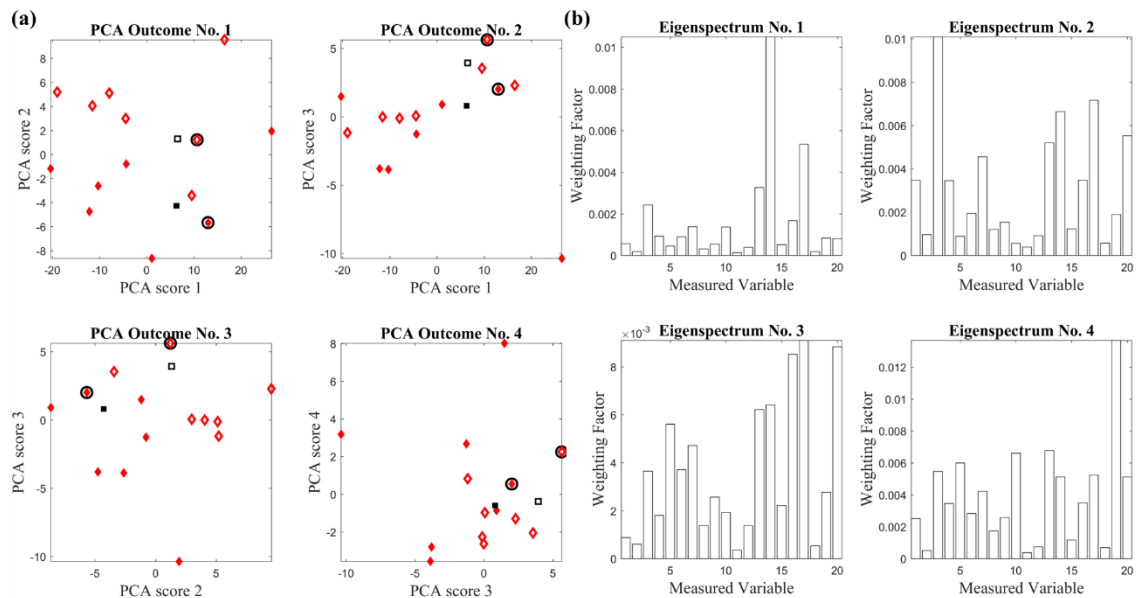 (a)
PCA Outcome No. 1
PCA score 2
8
6
4
2
0
-2
-4
-6
-8
-20 -10 0 10 20
PCA score 1
PCA Outcome No. 2
PCA score 3
5
0
-5
-10
-20 -10 0 10 20
PCA score 1
PCA Outcome No. 3
PCA score 3
5
0
-5
-10
-5 0 5
PCA score 2
PCA Outcome No. 4
PCA score 4
8
6
4
2
0
-2
-10 -5 0 5
PCA score 3
(b)
Eigenspectrum No. 1
Weighting Factor
0.01
0.008
0.006
0.004
0.002
0
5 10 15 20
Measured Variable
Eigenspectrum No. 2
Weighting Factor
0.01
0.008
0.006
0.004
0.002
0
5 10 15 20
Measured Variable
Eigenspectrum No. 3
×10-3
Weighting Factor
8
6
4
2
0
5 10 15 20
Measured Variable
Eigenspectrum No. 4
Weighting Factor
0.012
0.01
0.008
0.006
0.004
0.002
0
5 10 15 20
Measured Variable